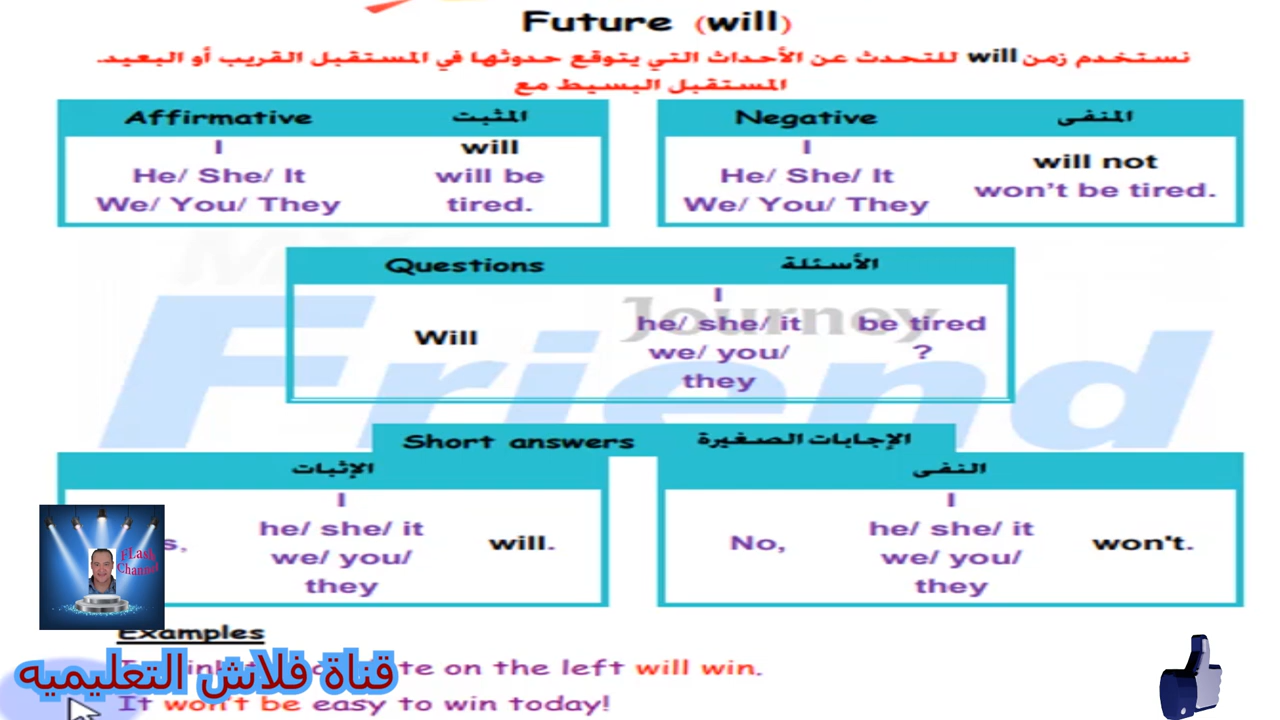 Future (will)
نستخدم زمن will للتحدث عن الأحداث التي يتوقع حدوثها في المستقبل القريب أو البعيد.
المستقبل البسيط مع
Affirmative المثبت
I will
He/ She/ It will be
We/ You/ They tired.
Negative المنفى
I
He/ She/ It will not
We/ You/ They won't be tired.
Questions الأسئلة
I
Will he/ she/ it be tired
we/ you/ ?
they
Short answers الإجابات الصغيرة
الإثبات
I
he/ she/ it
we/ you/ will.
they
النفى
I
No, he/ she/ it won't.
we/ you/
they
Friend
Journey
FLash
Channel
Examples
on the left will win.
It won't be easy to win today!
قناة فلاش التعليميه